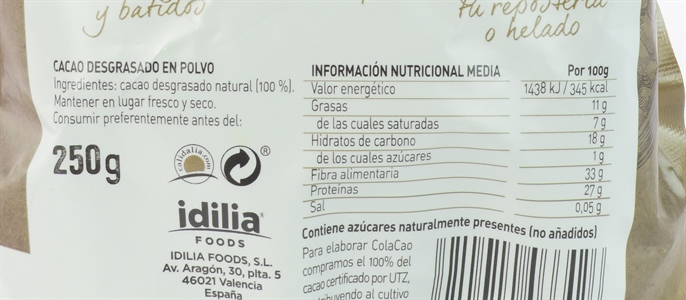 y batidos
tu repostería
o helado
CACAO DESGRASADO EN POLVO
Ingredientes: cacao desgrasado natural (100 %).
Mantener en lugar fresco y seco.
Consumir preferentemente antes del:
250g
calidalia.com
®
idilia
FOODS
IDILIA FOODS, S.L.
Av. Aragón, 30, plta. 5
46021 Valencia
España
INFORMACIÓN NUTRICIONAL MEDIA Por 100g
Valor energético 1438 kJ / 345 kcal
Grasas 11 g
de las cuales saturadas 7 g
Hidratos de carbono 18 g
de los cuales azúcares 1 g
Fibra alimentaria 33 g
Proteínas 27 g
Sal 0,05 g
Contiene azúcares naturalmente presentes (no añadidos)
Para elaborar ColaCao
compramos el 100% del
cacao certificado por UTZ,
al cultivo